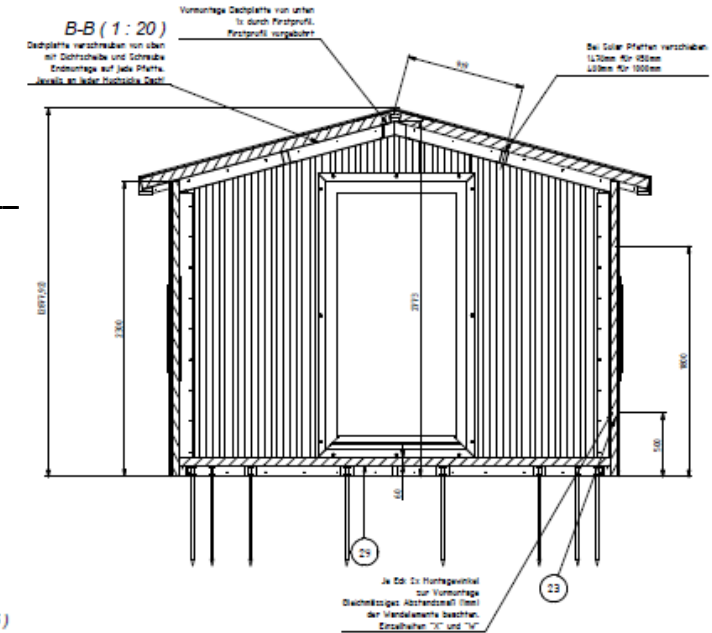 B-B ( 1 : 20 )
Dachplatte verschrauben von oben
mit Dichtscheibe und Schraube
Endmontage auf jede Pfette.
Jeweils an jeder Hochsicke Dach!
Vormontage Dachplatte von unten
1x durch Firstprofil.
Firstprofil vorgebohrt
Bei Solar Pfetten verschieben
für 950mm
für 1000mm
2300
2773
1800
500
60
29
23
Je Eck 2x Montagewinkel
zur Vormontage
Gleichmässiges Abstandsmaß (1mm)
der Wandelemente beachten.
Einzelheiten "X" und "W"
)